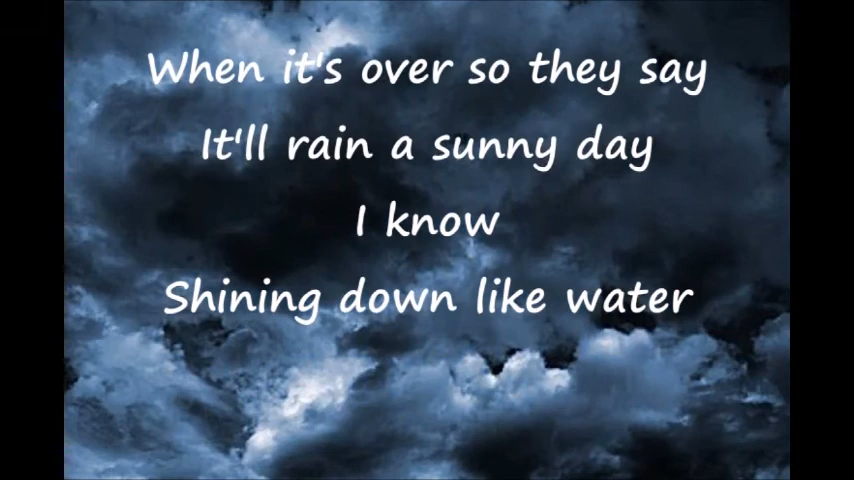 When it's over so they say
It'll rain a sunny day
I know
Shining down like water